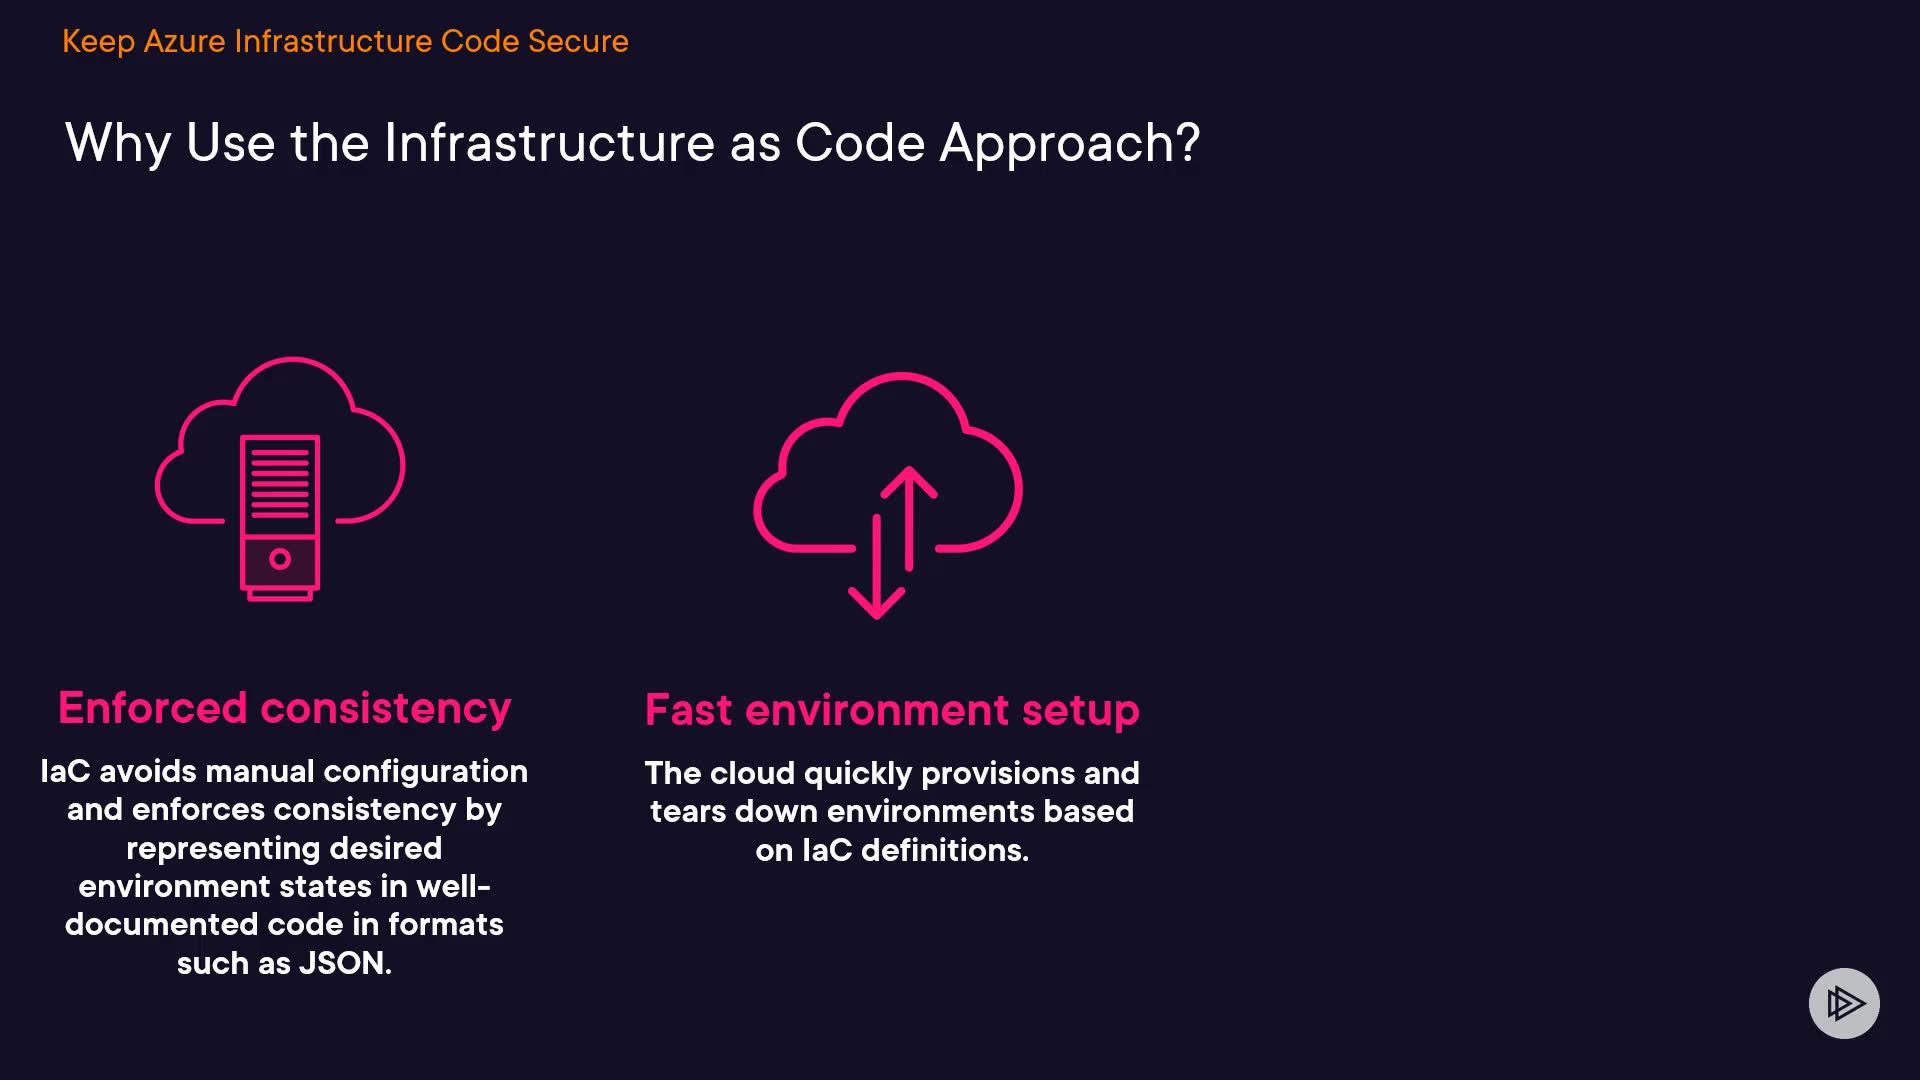 Keep Azure Infrastructure Code Secure
Why Use the Infrastructure as Code Approach?
Enforced consistency
IaC avoids manual configuration
and enforces consistency by
representing desired
environment states in well-
documented code in formats
such as JSON.
Fast environment setup
The cloud quickly provisions and
tears down environments based
on IaC definitions.